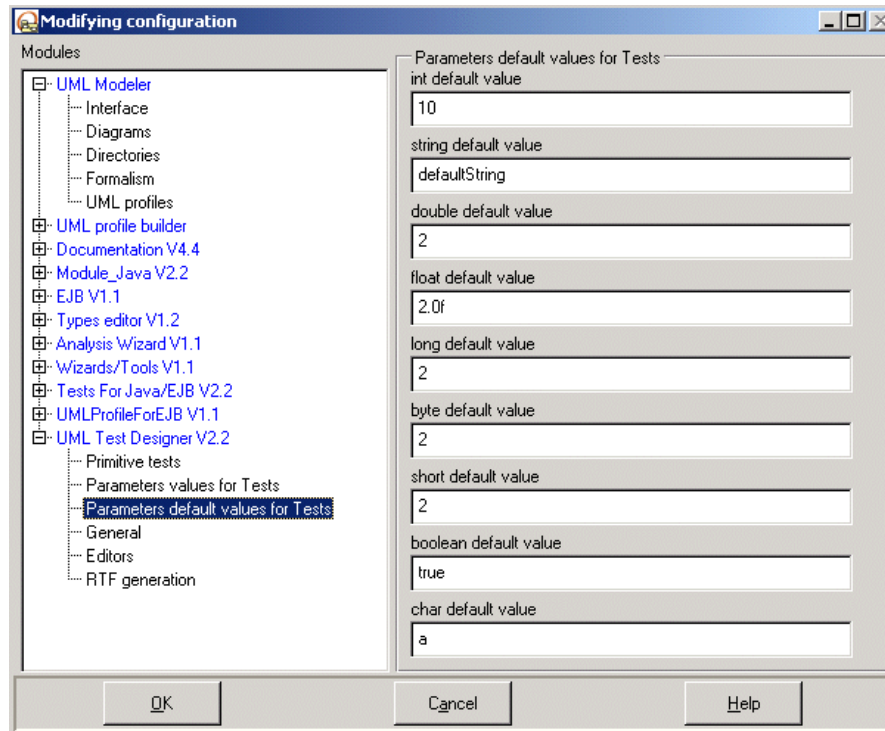 Modifying configuration
Modules
UML Modeler
Interface
Diagrams
Directories
Formalism
UML profiles
UML profile builder
Documentation V4.4
Module_Java V2.2
EJB V1.1
Types editor V1.2
Analysis Wizard V1.1
Wizards/Tools V1.1
Tests For Java/EJB V2.2
UMLProfileForEJB V1.1
UML Test Designer V2.2
Primitive tests
Parameters values for Tests
Parameters default values for Tests
General
Editors
RTF generation
Parameters default values for Tests
int default value
10
string default value
defaultString
double default value
2
float default value
2.0f
long default value
2
byte default value
2
short default value
2
boolean default value
true
char default value
a
OK
Cancel
Help